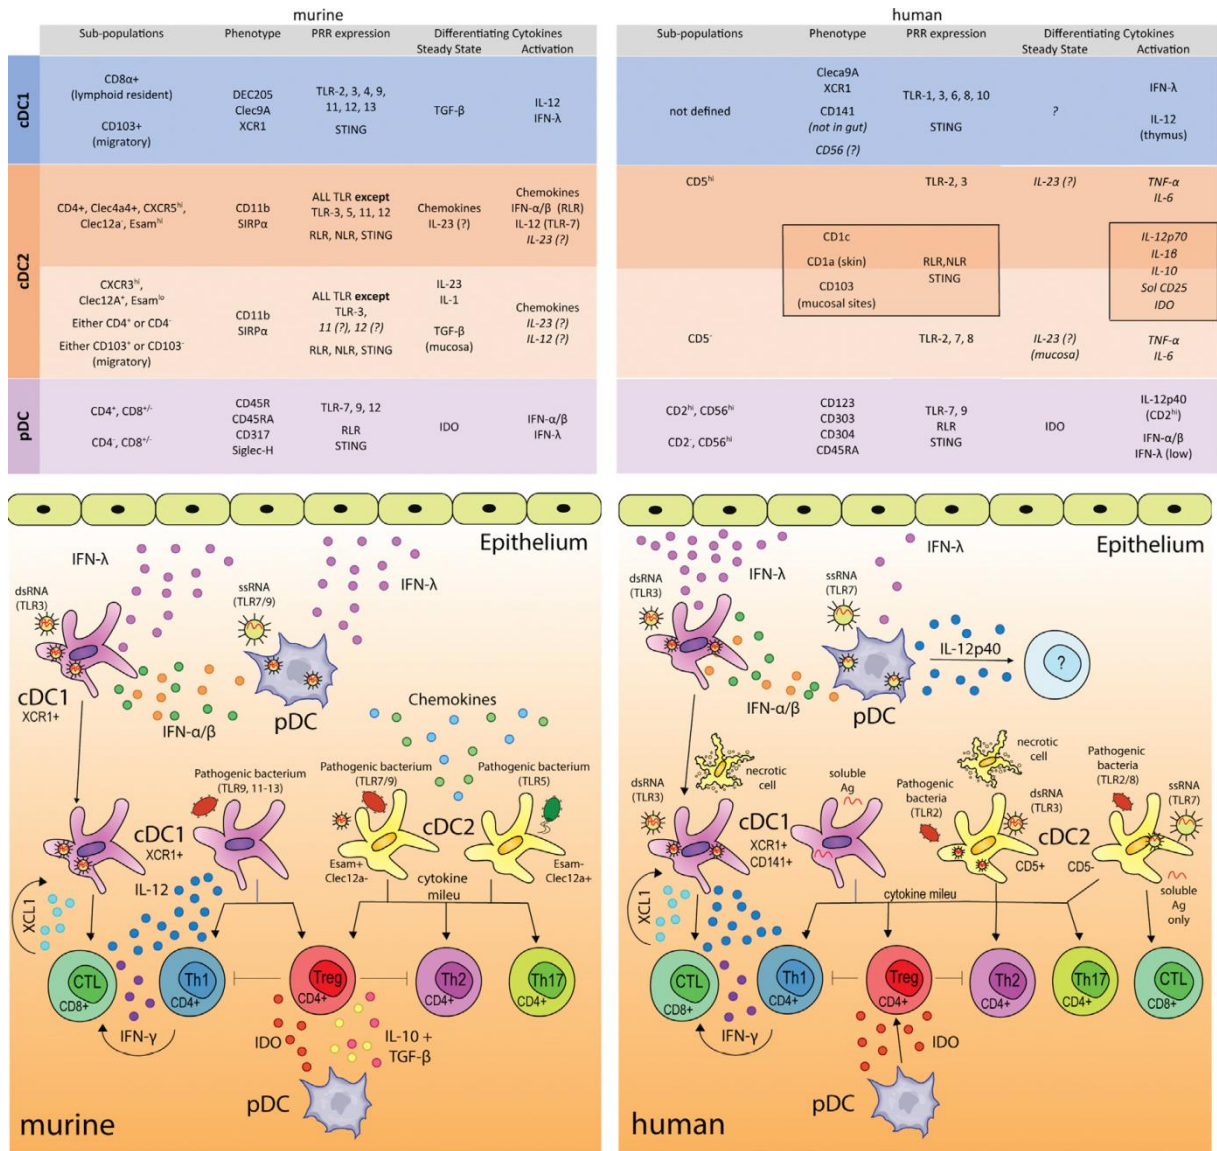 murine
Sub-populations Phenotype PRR expression Differentiating Cytokines
Steady State Activation
cDC1
CD8α+
(lymphoid resident)
CD103+
(migratory)
DEC205
Clec9A
XCR1
TLR-2, 3, 4, 9,
11, 12, 13
STING
TGF-β
IL-12
IFN-λ
cDC2
CD4+, Clec4a4+, CXCR5hi,
Clec12a-, Esamhi
CD11b
SIRPα
ALL TLR except
TLR-3, 5, 11, 12
RLR, NLR, STING
Chemokines
IL-23 (?)
Chemokines
IFN-α/β (RLR)
IL-12 (TLR-7)
IL-23 (?)
CXCR3hi,
Clec12A+, Esamlo
Either CD4+ or CD4-
Either CD103+ or CD103-
(migratory)
CD11b
SIRPα
ALL TLR except
TLR-3,
11 (?), 12 (?)
RLR, NLR, STING
IL-23
IL-1
TGF-β
(mucosa)
Chemokines
IL-23 (?)
IL-12 (?)
pDC
CD4+, CD8+/-
CD4-, CD8+/-
CD45R
CD45RA
CD317
Siglec-H
TLR-7, 9, 12
RLR
STING
IDO
IFN-α/β
IFN-λ
human
Sub-populations Phenotype PRR expression Differentiating Cytokines
Steady State Activation
not defined
Cleca9A
XCR1
CD141
(not in gut)
CD56 (?)
TLR-1, 3, 6, 8, 10
STING
?
IFN-λ
IL-12
(thymus)
CD5hi
TLR-2, 3
IL-23 (?)
TNF-α
IL-6
CD1c
CD1a (skin)
CD103
(mucosal sites)
RLR,NLR
STING
IL-12p70
IL-1β
IL-10
Sol CD25
IDO
CD5-
TLR-2, 7, 8
IL-23 (?)
(mucosa)
TNF-α
IL-6
CD2hi, CD56hi
CD2-, CD56hi
CD123
CD303
CD304
CD45RA
TLR-7, 9
RLR
STING
IDO
IL-12p40
(CD2hi)
IFN-α/β
IFN-λ (low)
Epithelium
IFN-λ
IFN-λ
dsRNA
(TLR3)
ssRNA
(TLR7/9)
cDC1
XCR1+
IFN-α/β
pDC
Chemokines
Pathogenic bacterium
(TLR9, 11-13)
Pathogenic bacterium
(TLR7/9)
Pathogenic bacterium
(TLR5)
cDC1
XCR1+
cDC2
Esam+
Clec12a-
Esam-
Clec12a+
IL-12
cytokine
mileu
XCL1
CTL
CD8+
Th1
CD4+
Treg
CD4+
Th2
CD4+
Th17
CD4+
IFN-γ
IDO
IL-10 +
TGF-β
pDC
murine
Epithelium
IFN-λ
IFN-λ
dsRNA
(TLR3)
ssRNA
(TLR7)
IL-12p40
?
IFN-α/β
pDC
necrotic
cell
soluble
Ag
necrotic
cell
Pathogenic
bacteria
(TLR2/8)
dsRNA
(TLR3)
Pathogenic
bacteria
(TLR2)
dsRNA
(TLR3)
ssRNA
(TLR7)
cDC1
XCR1+
CD141+
cDC2
CD5+
CD5-
soluble
Ag
only
cytokine mileu
XCL1
CTL
CD8+
Th1
CD4+
Treg
CD4+
Th2
CD4+
Th17
CD4+
CTL
CD8+
IFN-γ
IDO
pDC
human